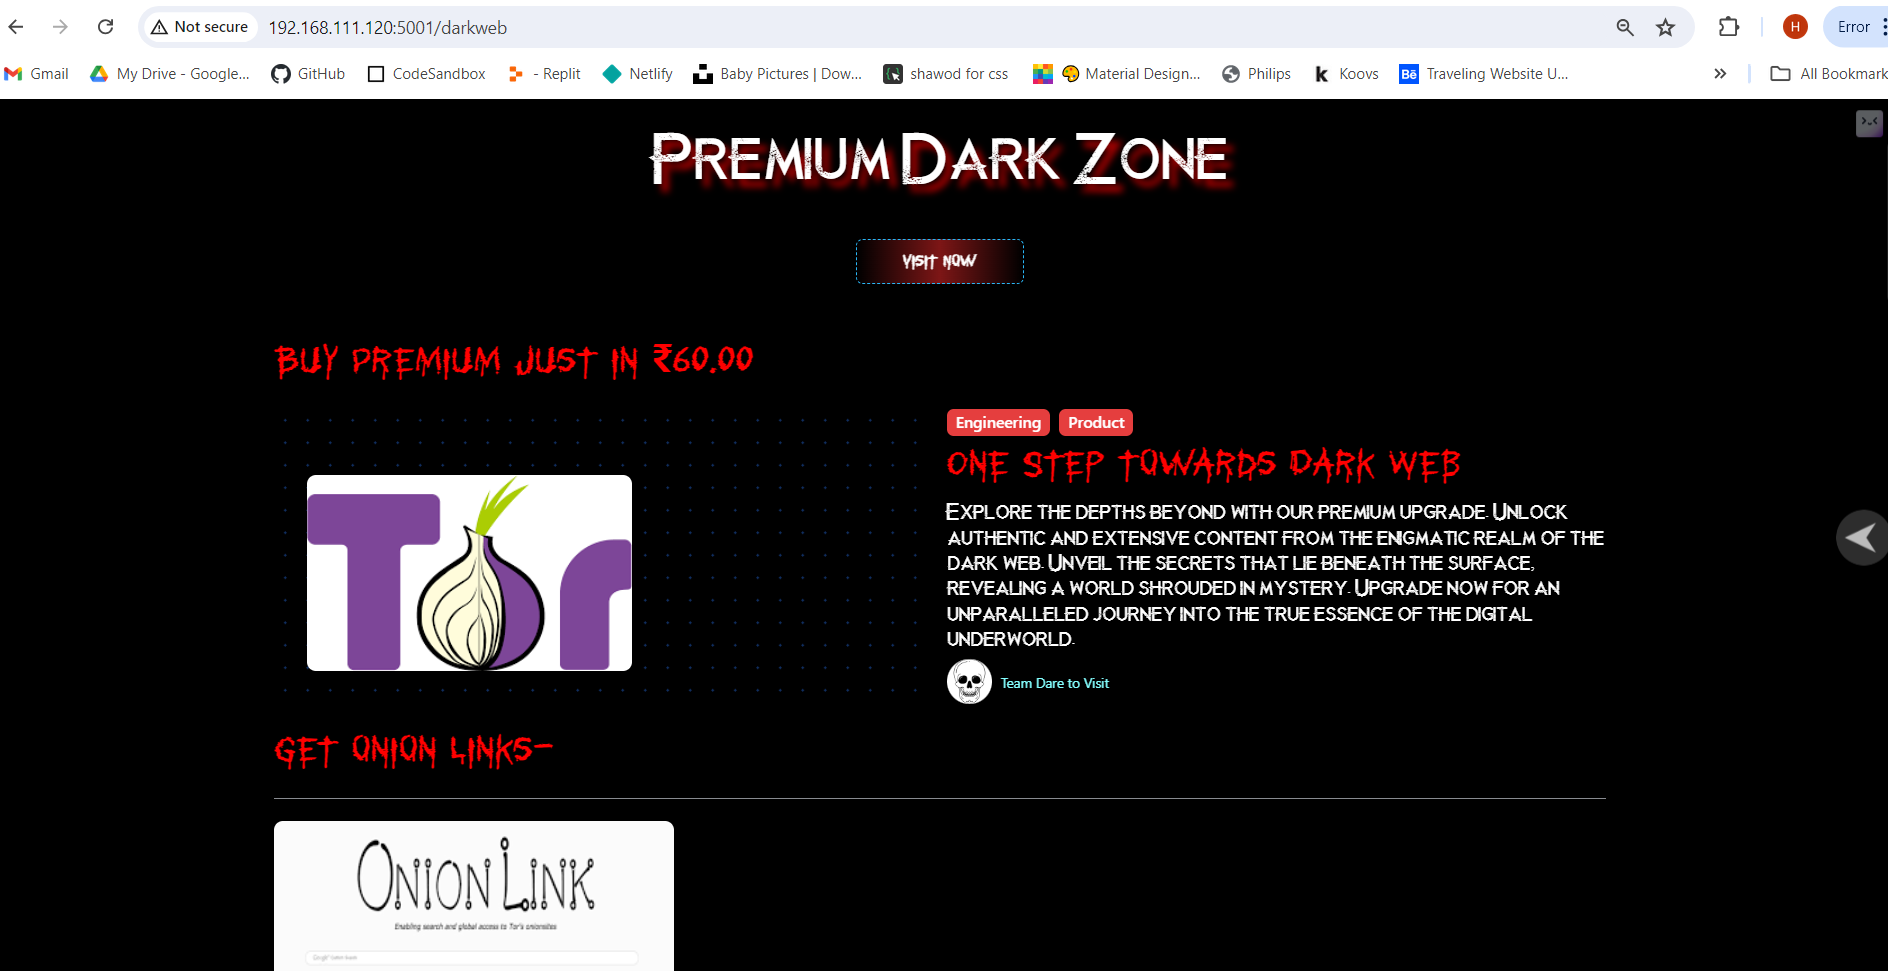 Not secure 192.168.111.120:5001/darkweb H Error
Gmail My Drive - Google... GitHub CodeSandbox - Replit Netlify Baby Pictures | Dow... shawod for css Material Design... Philips Koovs Traveling Website U... All Bookmark
PREMIUM DARK ZONE
VISIT NOW
BUY PREMIUM JUST IN ₹60.00
Tor
Engineering Product
ONE STEP TOWARDS DARK WEB
EXPLORE THE DEPTHS BEYOND WITH OUR PREMIUM UPGRADE. UNLOCK
AUTHENTIC AND EXTENSIVE CONTENT FROM THE ENIGMATIC REALM OF THE
DARK WEB. UNVEIL THE SECRETS THAT LIE BENEATH THE SURFACE,
REVEALING A WORLD SHROUDED IN MYSTERY. UPGRADE NOW FOR AN
UNPARALLELED JOURNEY INTO THE TRUE ESSENCE OF THE DIGITAL
UNDERWORLD.
Team Dare to Visit
GET ONION LINKS-
ONION LINK
Enabling search and global access to Tor's onionsites